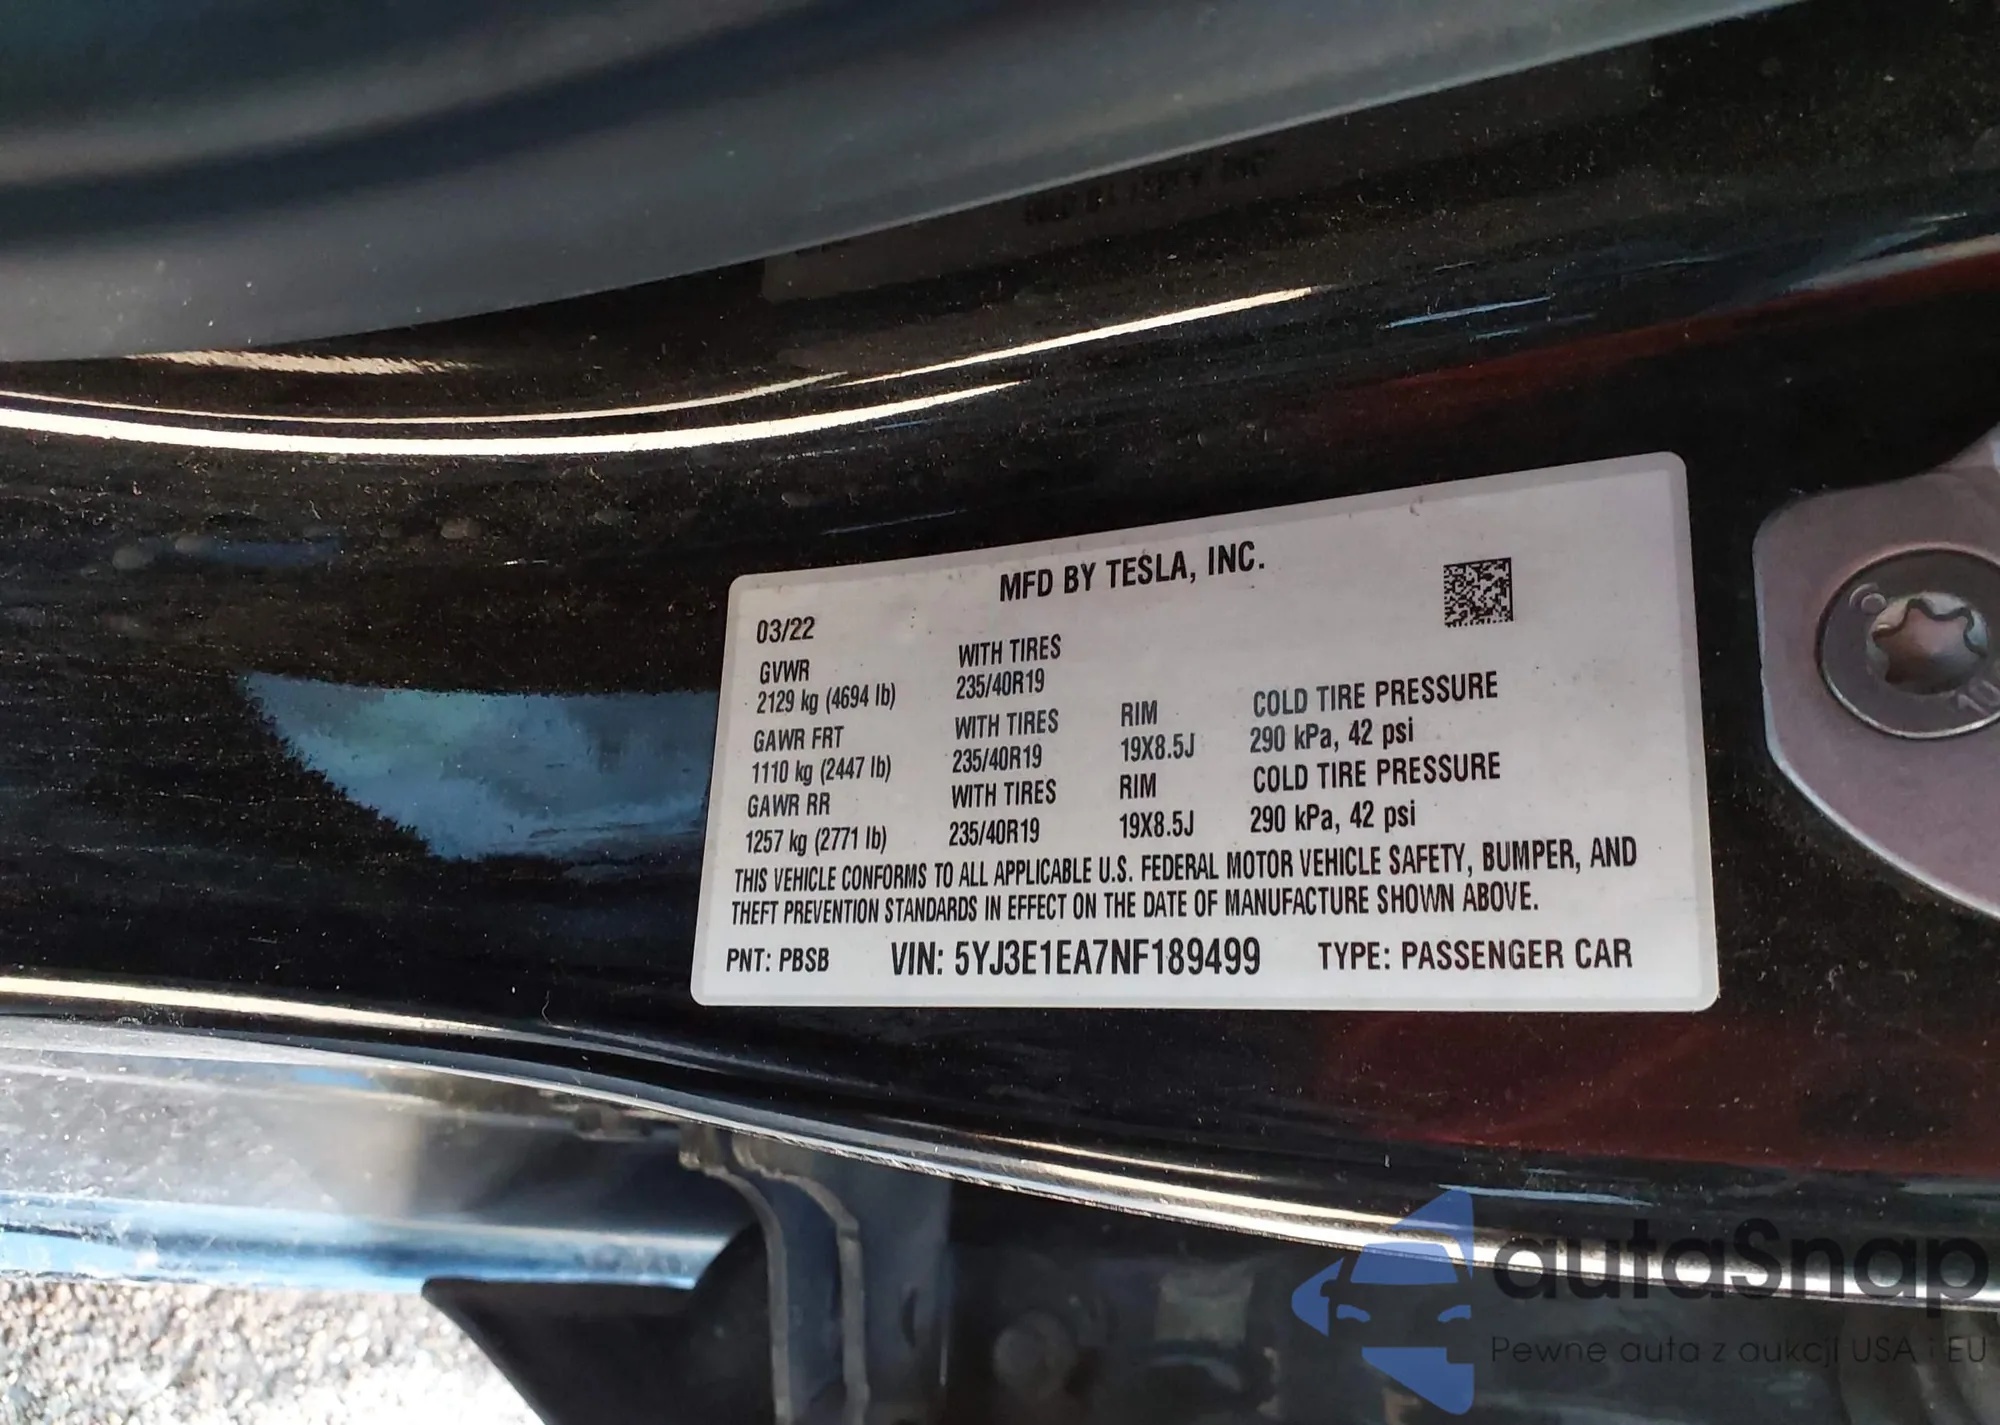 MFD BY TESLA, INC.
03/22
GVWR WITH TIRES
2129 kg (4694 lb) 235/40R19
GAWR FRT WITH TIRES RIM COLD TIRE PRESSURE
1110 kg (2447 lb) 235/40R19 19X8.5J 290 kPa, 42 psi
GAWR RR WITH TIRES RIM COLD TIRE PRESSURE
1257 kg (2771 lb) 235/40R19 19X8.5J 290 kPa, 42 psi
THIS VEHICLE CONFORMS TO ALL APPLICABLE U.S. FEDERAL MOTOR VEHICLE SAFETY, BUMPER, AND
THEFT PREVENTION STANDARDS IN EFFECT ON THE DATE OF MANUFACTURE SHOWN ABOVE.
PNT: PBSB VIN: 5YJ3E1EA7NF189499 TYPE: PASSENGER CAR
10
autaSnap
Pewne auta z aukcji USA i EU